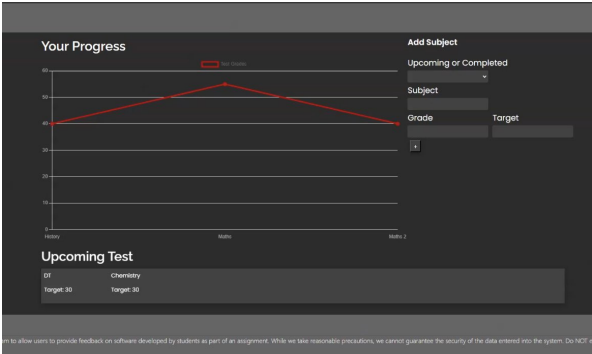 Your Progress
Test Grades
60
50
40
30
20
10
0
History Maths Maths 2
Add Subject
Upcoming or Completed
Subject
Grade Target
+
Upcoming Test
DT Chemistry
Target: 30 Target: 30
am to allow users to provide feedback on software developed by students as part of an assignment. While we take reasonable precautions, we cannot guarantee the security of the data entered into the system. Do NOT e